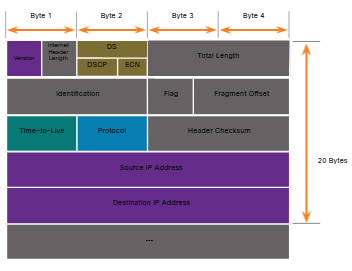 Byte 1
Byte 2
Byte 3
Byte 4
Version
Internet
Header
Length
DS
DSCP
ECN
Total Length
Identification
Flag
Fragment Offset
Time-to-Live
Protocol
Header Checksum
20 Bytes
Source IP Address
Destination IP Address
...